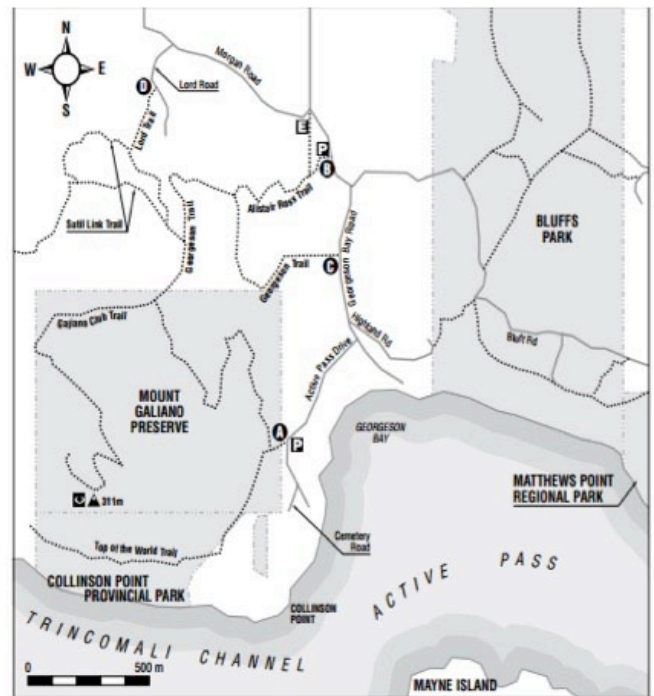 N
W E
S
D
Lord Road
Morgan Road
Lord Trail
E
P
B
Alistair Ross Trail
Sutil Link Trail
Georgeson Trail
Georgeson Trail
C
Georgeson Bay Road
BLUFFS
PARK
Highland Rd
Bluff Rd
Galiano Club Trail
Active Pass Drive
MOUNT
GALIANO
PRESERVE
A
P
GEORGESON
BAY
311m
MATTHEWS POINT
REGIONAL PARK
Cemetery
Road
Top of the World Trail
COLLINSON POINT
PROVINCIAL PARK
COLLINSON
POINT
ACTIVE PASS
TRINCOMALI CHANNEL
0 500 m
MAYNE ISLAND